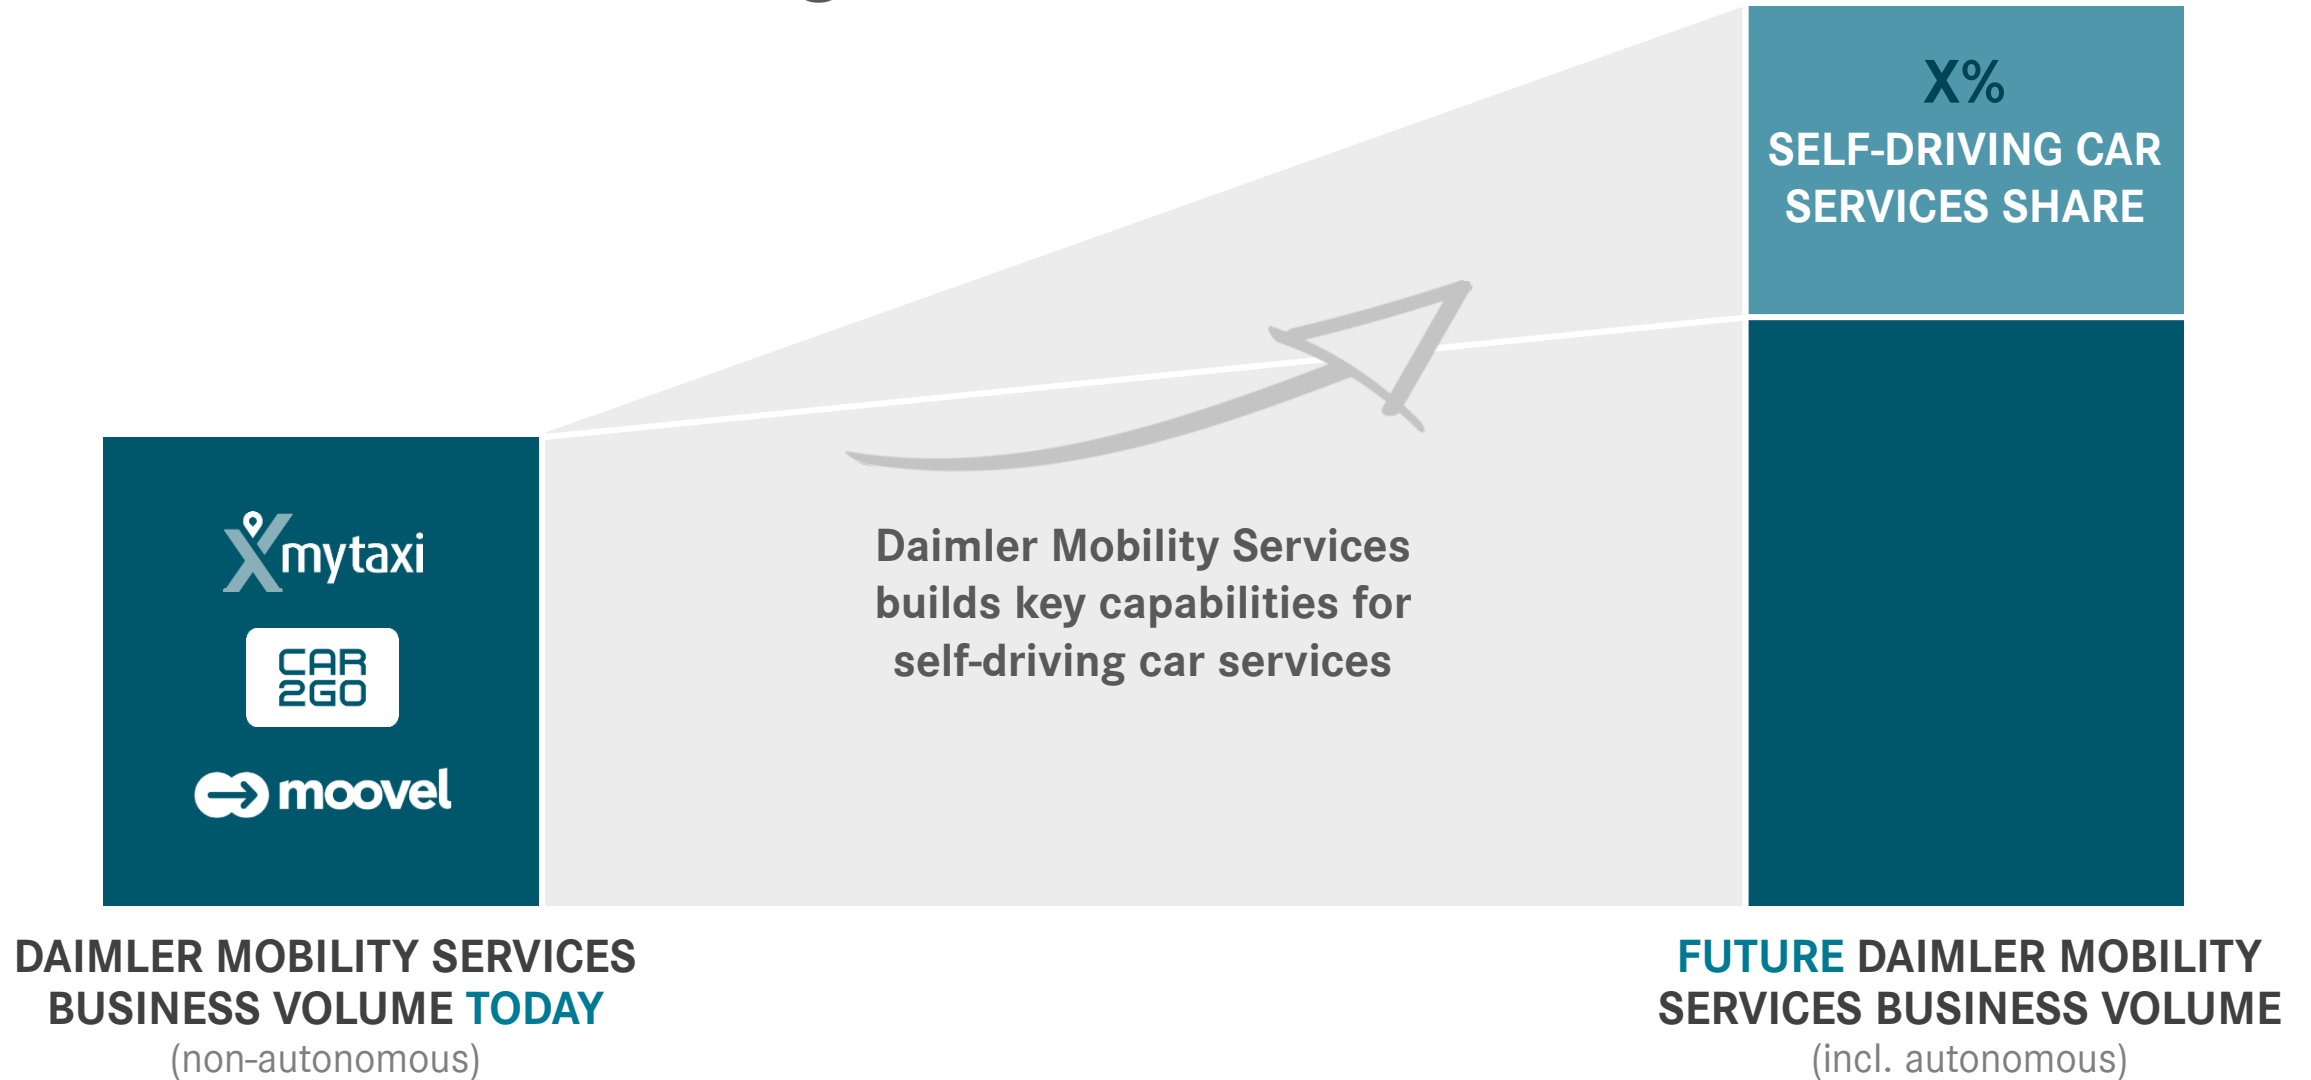 X%
SELF-DRIVING CAR
SERVICES SHARE
mytaxi
CAR
2GO
moovel
Daimler Mobility Services
builds key capabilities for
self-driving car services
DAIMLER MOBILITY SERVICES
BUSINESS VOLUME TODAY
(non-autonomous)
FUTURE DAIMLER MOBILITY
SERVICES BUSINESS VOLUME
(incl. autonomous)